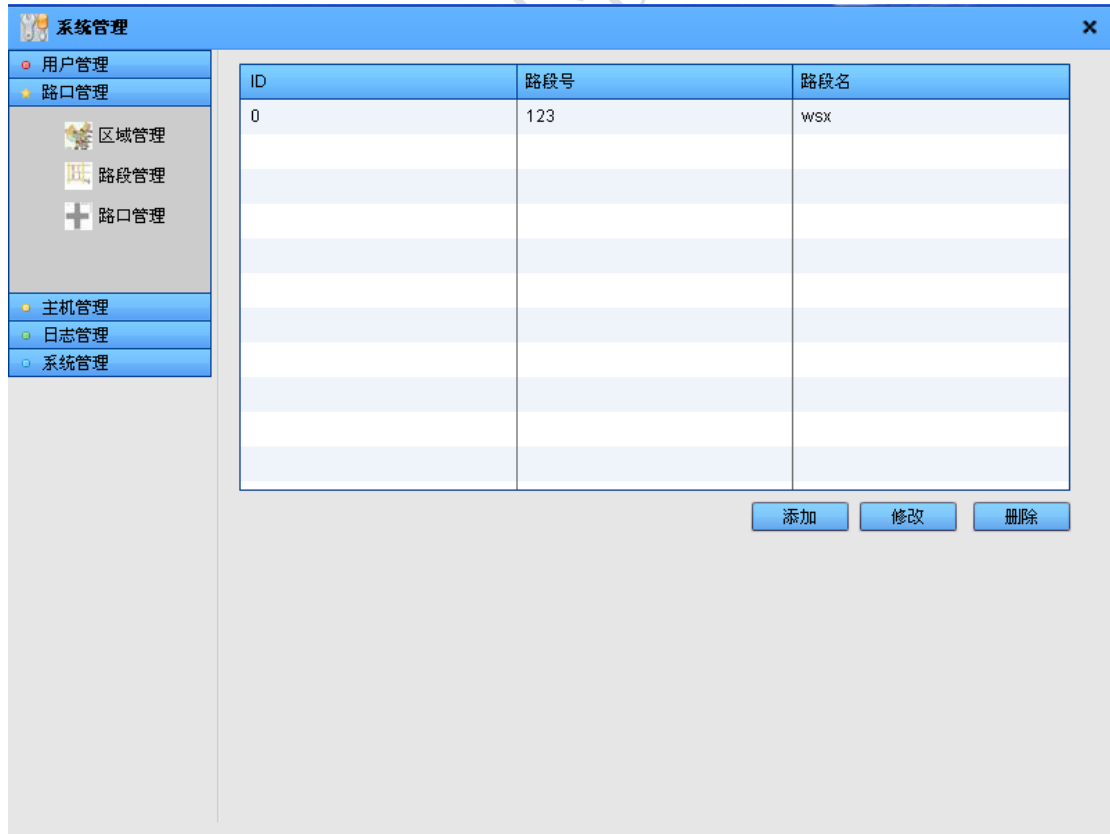 系统管理
用户管理
路口管理
区域管理
路段管理
路口管理
主机管理
日志管理
系统管理
ID 路段号 路段名
0 123 wsx
添加 修改 删除